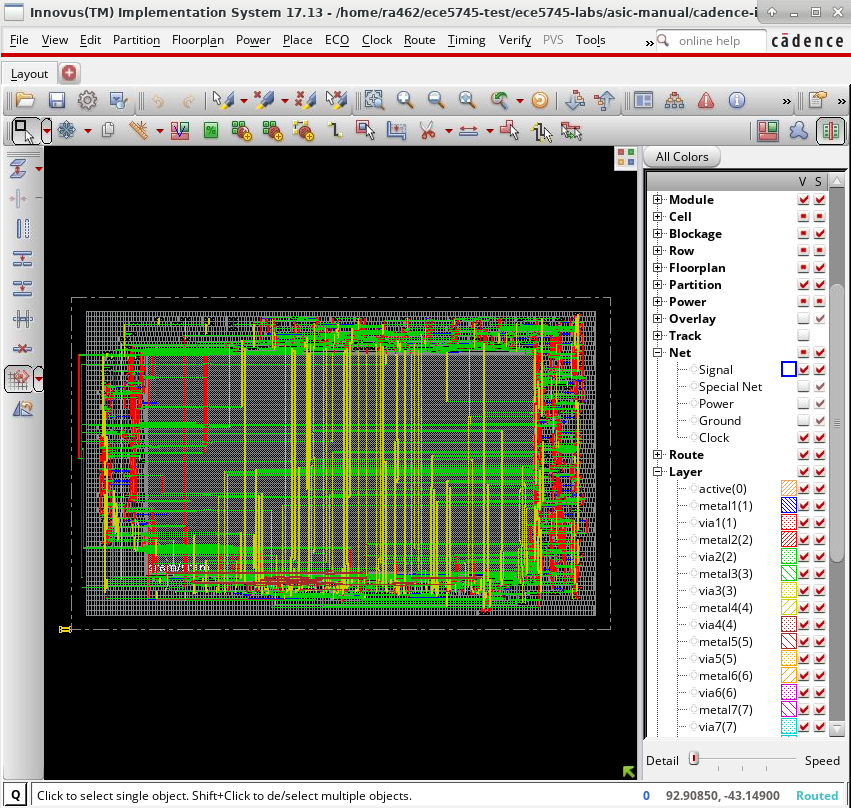 Innovus(TM) Implementation System 17.13 - /home/ra462/ece5745-test/ece5745-labs/asic-manual/cadence-i
File Edit View Partition Floorplan Power Place ECO Clock Route Timing Verify PVS Tools » online help cādence
Layout
»
»
All Colors
V S
Module
Cell
Blockage
Row
Floorplan
Partition
Power
Overlay
Track
Net
Signal
Special Net
Power
Ground
Clock
Route
Layer
active(0)
metal1(1)
via1(1)
metal2(2)
via2(2)
metal3(3)
via3(3)
metal4(4)
via4(4)
metal5(5)
via5(5)
metal6(6)
via6(6)
metal7(7)
via7(7)
Detail Speed
Q Click to select single object. Shift+Click to de/select multiple objects. 0 92.90850, -43.14900 Routed